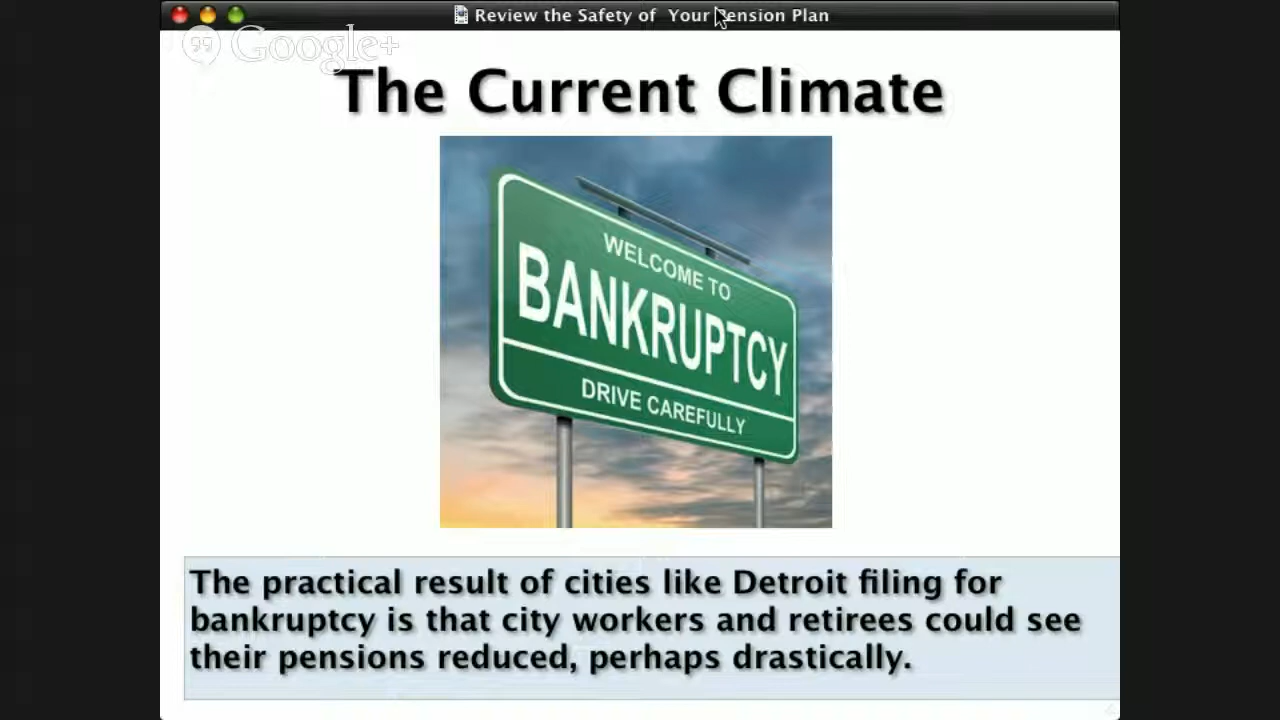 Review the Safety of Your Pension Plan
Google+
The Current Climate
WELCOME TO
BANKRUPTCY
DRIVE CAREFULLY
The practical result of cities like Detroit filing for
bankruptcy is that city workers and retirees could see
their pensions reduced, perhaps drastically.